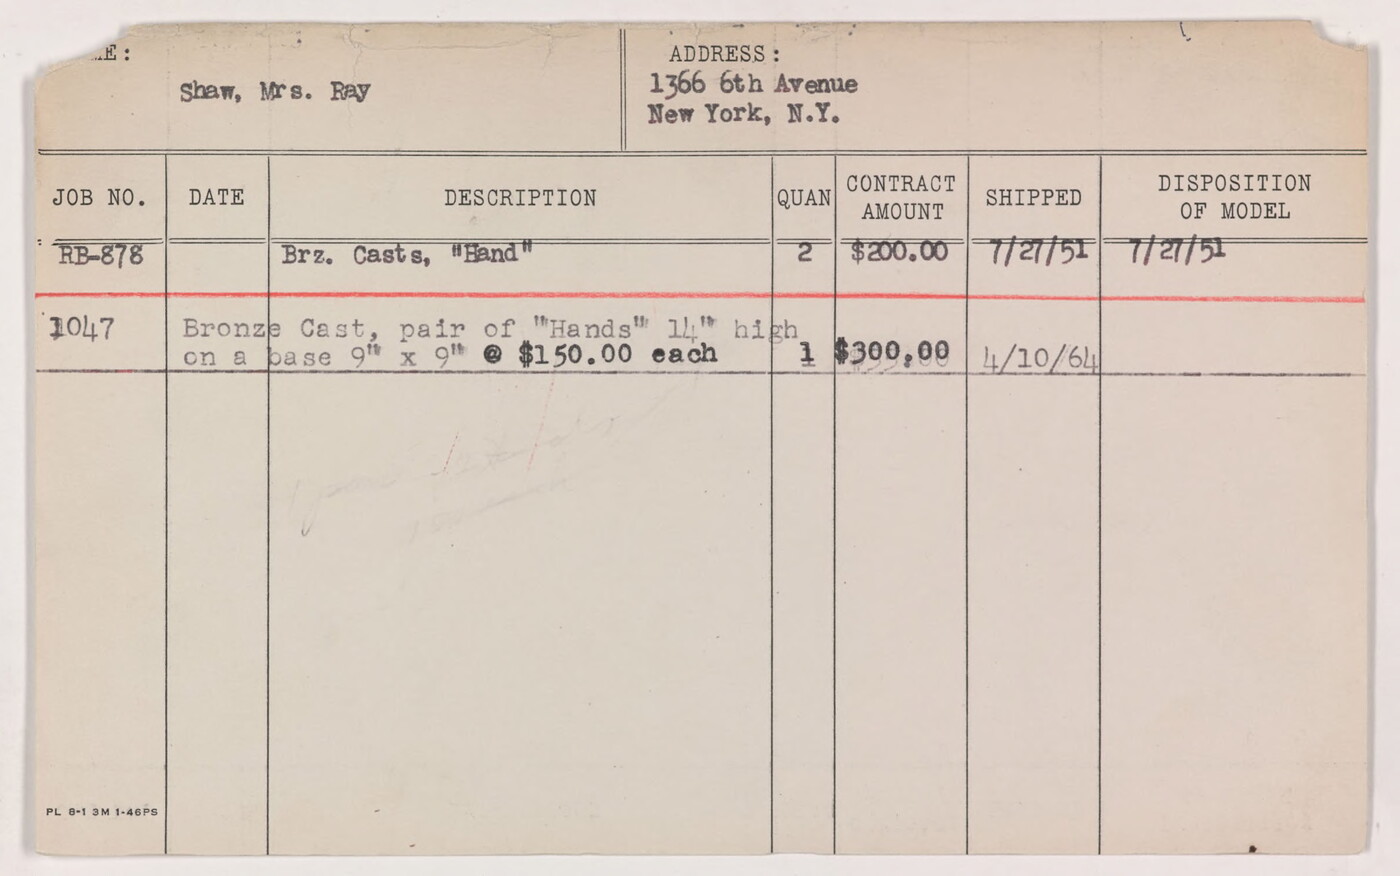 E:
Shaw, Mrs. Ray
ADDRESS:
1366 6th Avenue
New York, N.Y.
JOB NO. DATE DESCRIPTION QUAN CONTRACT AMOUNT SHIPPED DISPOSITION OF MODEL
RB-878 Brz. Casts, "Hand" 2 $200.00 7/27/51 7/27/51
1047 Bronze Cast, pair of "Hands" 14" high
on a base 9" x 9" @ $150.00 each 1 $300.00 4/10/64
PL 8-1 3M 1-46PS